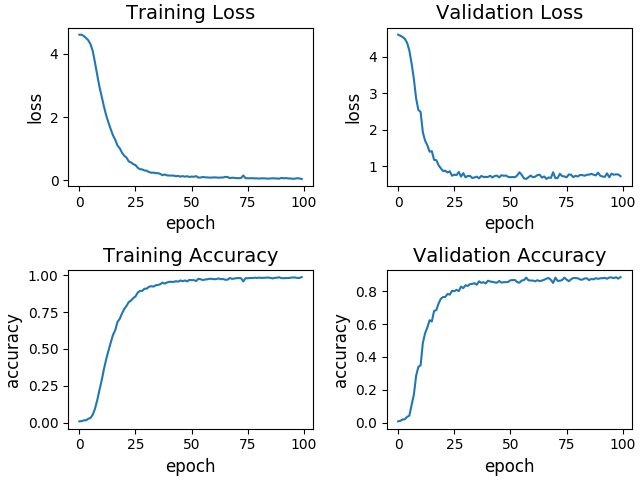 Training Loss
Validation Loss
loss
4
2
0
0 25 50 75 100
epoch
loss
4
3
2
1
0 25 50 75 100
epoch
Training Accuracy
Validation Accuracy
accuracy
1.00
0.75
0.50
0.25
0.00
0 25 50 75 100
epoch
accuracy
0.8
0.6
0.4
0.2
0.0
0 25 50 75 100
epoch